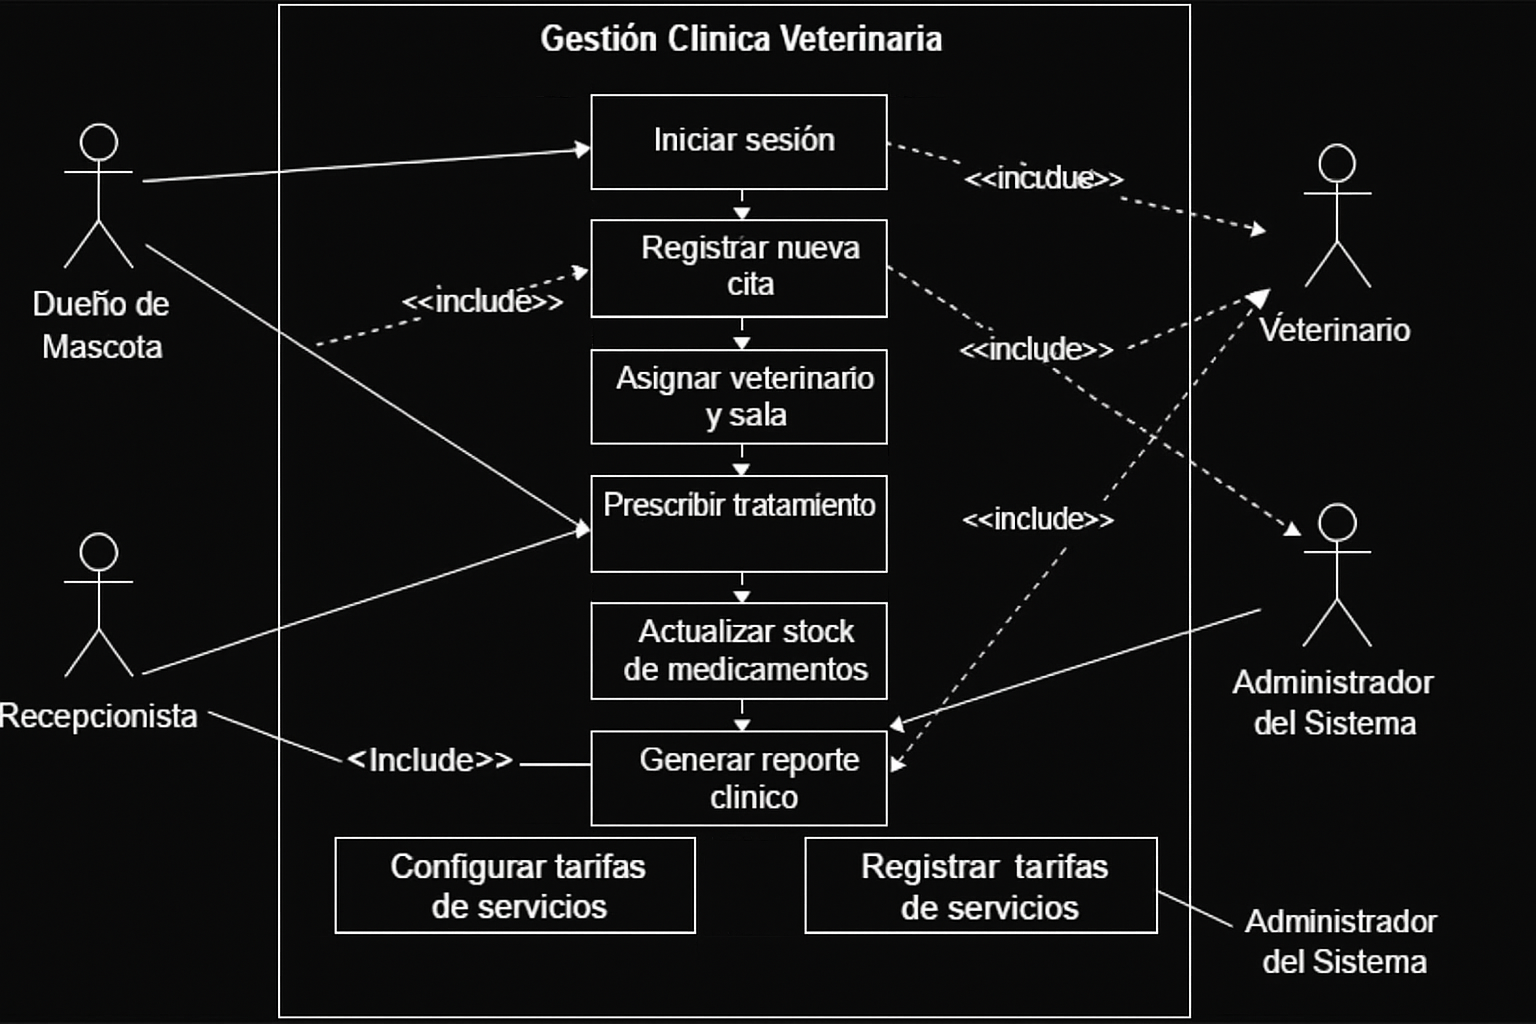 Gestión Clinica Veterinaria
Iniciar sesión
<<incıdue>>
Registrar nueva
cita
<<include>>
Dueño de
Mascota
Veterinario
<<include>>
Asignar veterinario
y sala
Prescribir tratamiento
<<include>>
Actualizar stock
de medicamentos
Administrador
del Sistema
Recepcionista
<Include>>
Generar reporte
clinico
Configurar tarifas
de servicios
Registrar tarifas
de servicios
Administrador
del Sistema